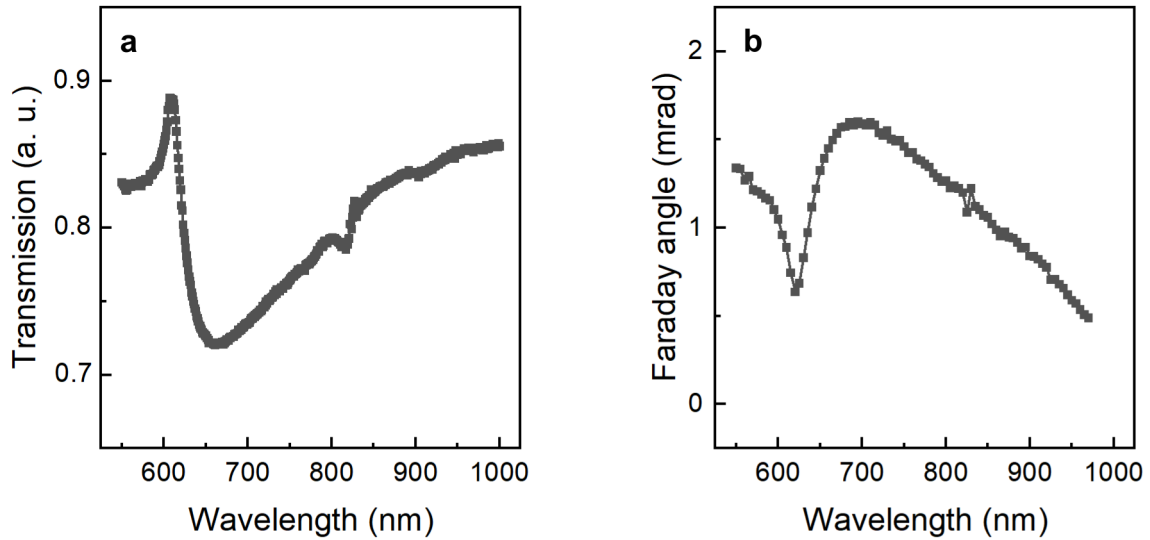 a
Transmission (a. u.)
0.9
0.8
0.7
600 700 800 900 1000
Wavelength (nm)
b
Faraday angle (mrad)
2
1
0
600 700 800 900 1000
Wavelength (nm)